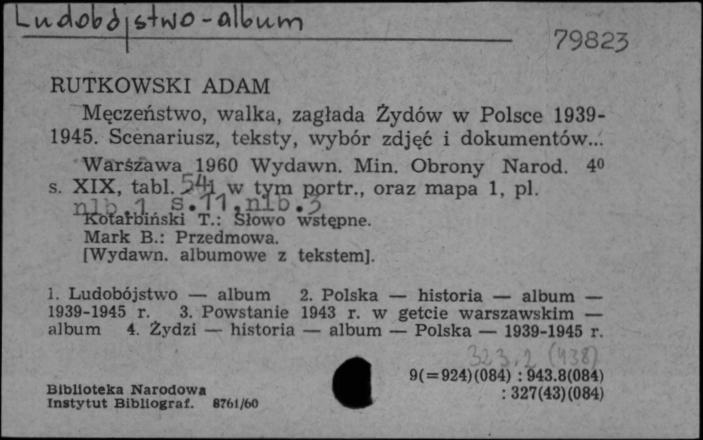 Ludobójstwo - album
79823
RUTKOWSKI ADAM
Męczeństwo, walka, zagłada Żydów w Polsce 1939-
1945. Scenariusz, teksty, wybór zdjęć i dokumentów...
Warszawa 1960 Wydawn. Min. Obrony Narod. 4⁰
s. XIX, tabl. 541 w tym portr., oraz mapa 1, pl.
nlb.1 s.11, nlb.3
Kotarbiński T.: Słowo wstępne.
Mark B.: Przedmowa.
[Wydawn. albumowe z tekstem].
1. Ludobójstwo — album 2. Polska — historia — album —
1939-1945 r. 3. Powstanie 1943 r. w getcie warszawskim —
album 4. Żydzi — historia — album — Polska — 1939-1945 r.
323.2 (438)
9(=924)(084) : 943.8(084)
: 327(43)(084)
Biblioteka Narodowa
Instytut Bibliograf. 8761/60